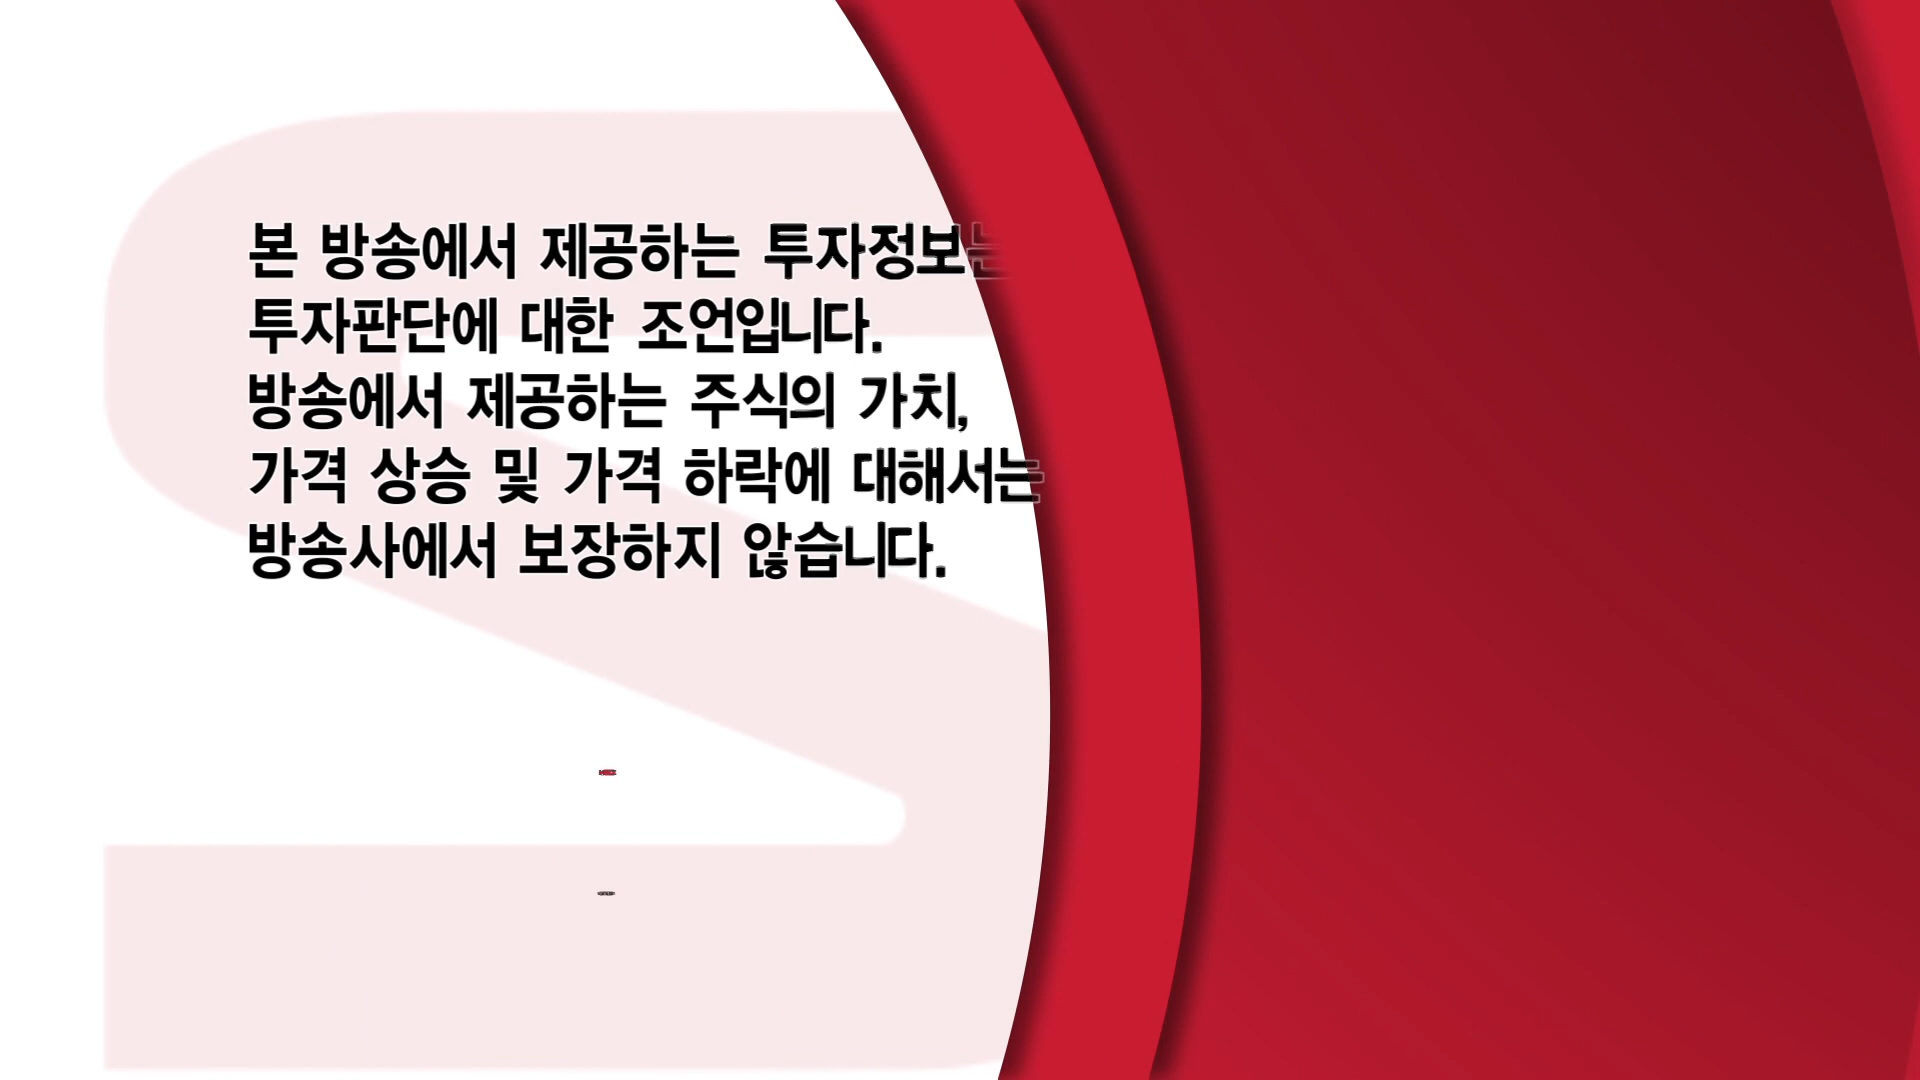 본 방송에서 제공하는 투자정보는
투자판단에 대한 조언입니다.
방송에서 제공하는 주식의 가치,
가격 상승 및 가격 하락에 대해서는
방송사에서 보장하지 않습니다.